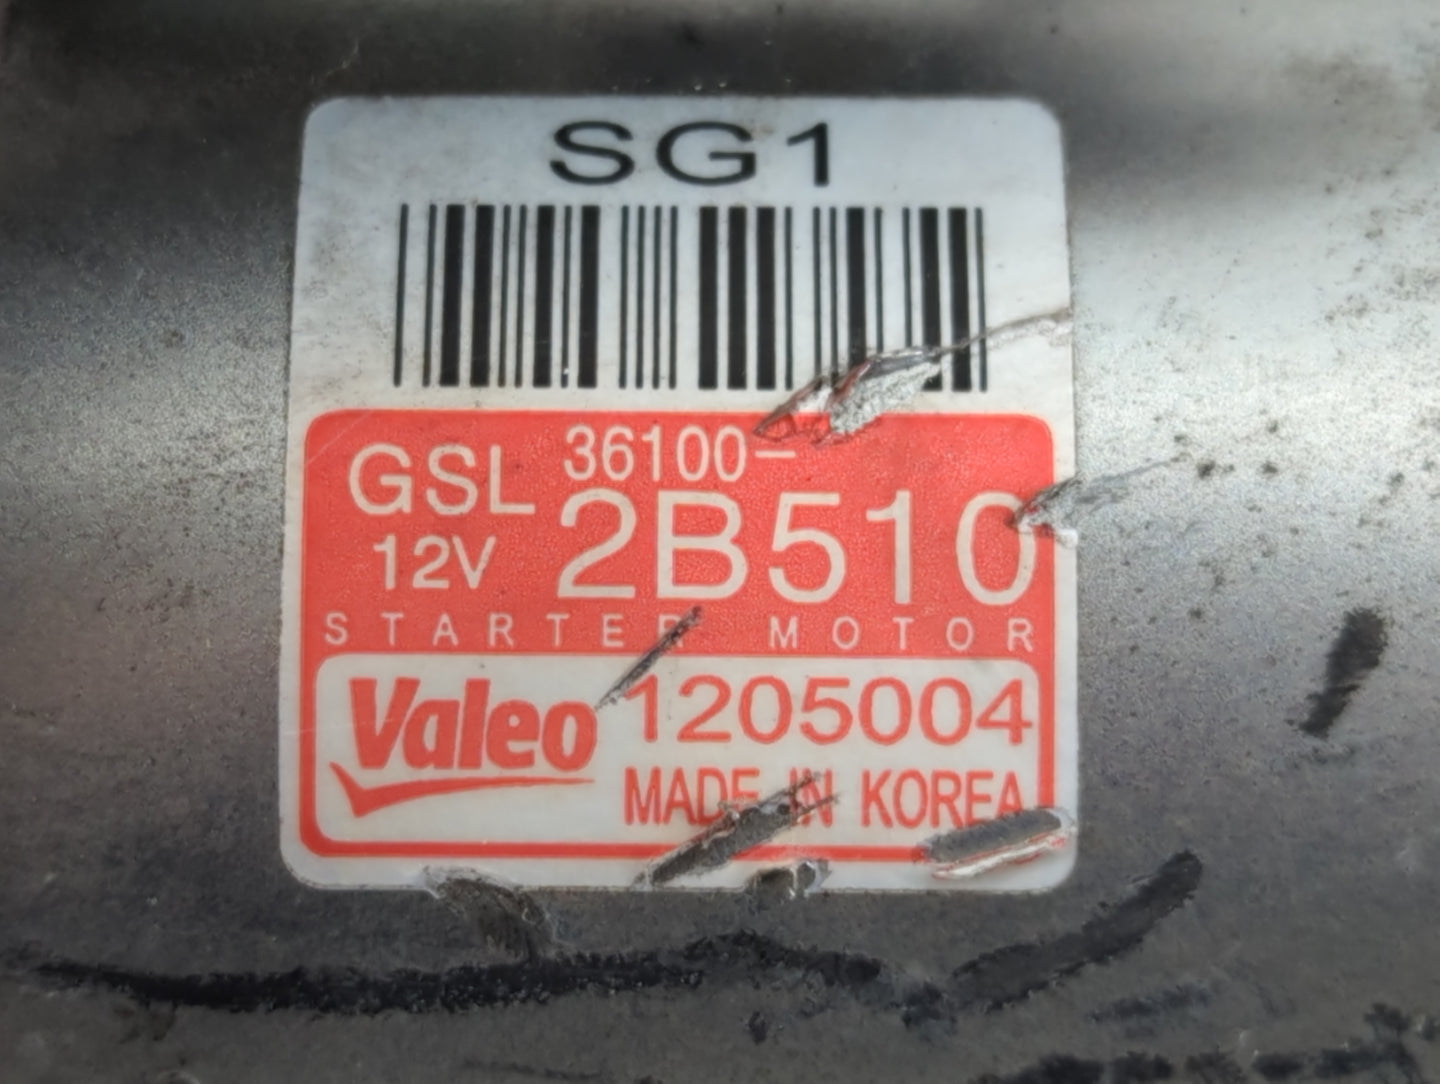 SG1
GSL 36100-
12V 2B510
STARTER MOTOR
Valeo 1205004
MADE IN KOREA